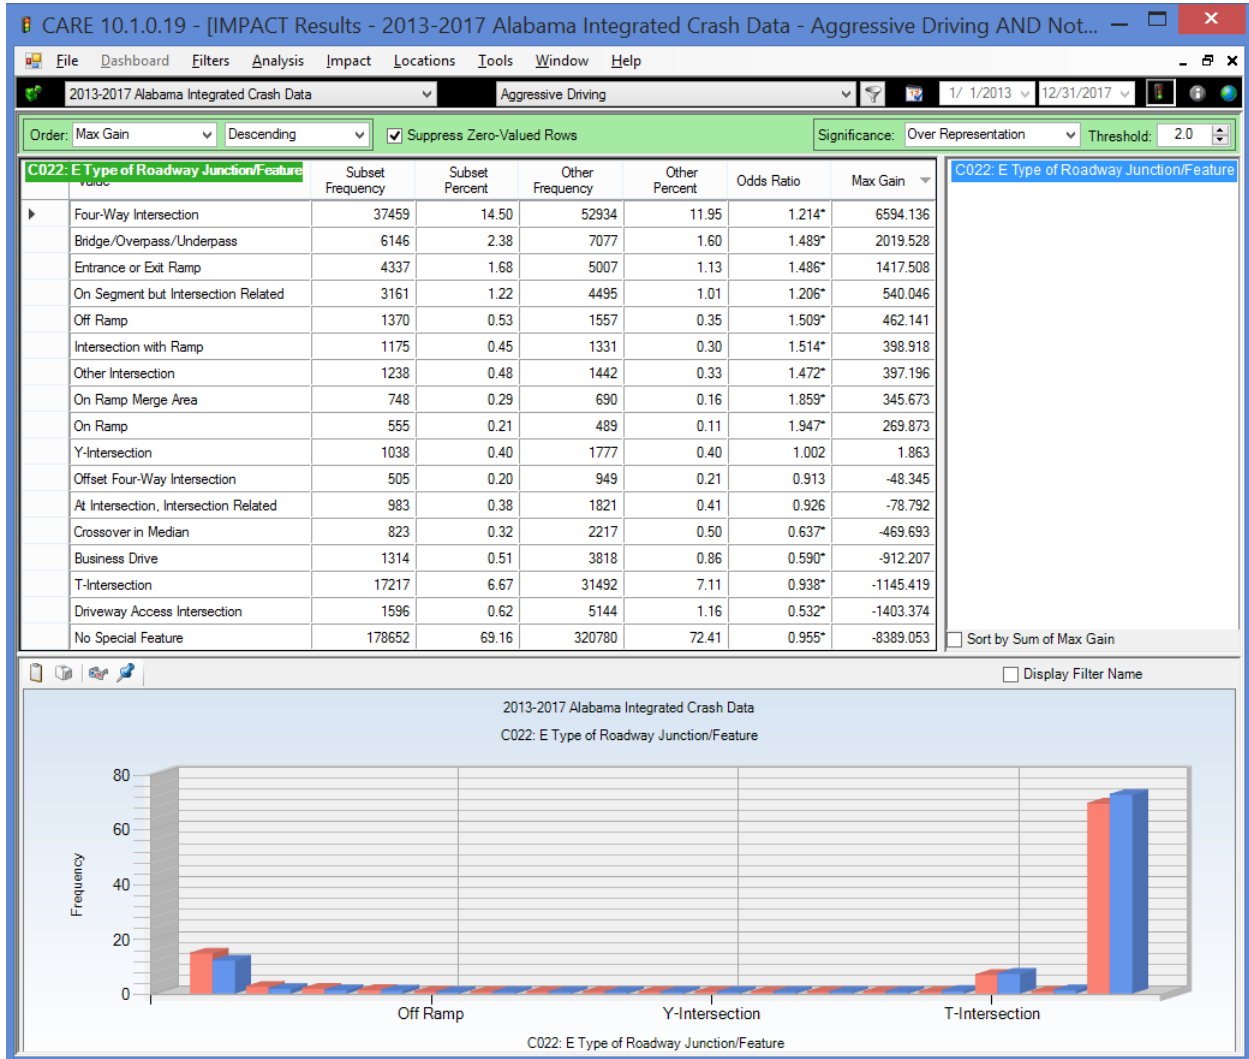 CARE 10.1.0.19 - [IMPACT Results - 2013-2017 Alabama Integrated Crash Data - Aggressive Driving AND Not...
File Dashboard Filters Analysis Impact Locations Tools Window Help
2013-2017 Alabama Integrated Crash Data Aggressive Driving 1/ 1/2013 12/31/2017
Order: Max Gain Descending Suppress Zero-Valued Rows Significance: Over Representation Threshold: 2.0
C022: E Type of Roadway Junction/Feature Subset Frequency Subset Percent Other Frequency Other Percent Odds Ratio Max Gain C022: E Type of Roadway Junction/Feature
Four-Way Intersection 37459 14.50 52934 11.95 1.214* 6594.136
Bridge/Overpass/Underpass 6146 2.38 7077 1.60 1.489* 2019.528
Entrance or Exit Ramp 4337 1.68 5007 1.13 1.486* 1417.508
On Segment but Intersection Related 3161 1.22 4495 1.01 1.206* 540.046
Off Ramp 1370 0.53 1557 0.35 1.509* 462.141
Intersection with Ramp 1175 0.45 1331 0.30 1.514* 398.918
Other Intersection 1238 0.48 1442 0.33 1.472* 397.196
On Ramp Merge Area 748 0.29 690 0.16 1.859* 345.673
On Ramp 555 0.21 489 0.11 1.947* 269.873
Y-Intersection 1038 0.40 1777 0.40 1.002 1.863
Offset Four-Way Intersection 505 0.20 949 0.21 0.913 -48.345
At Intersection, Intersection Related 983 0.38 1821 0.41 0.926 -78.792
Crossover in Median 823 0.32 2217 0.50 0.637* -469.693
Business Drive 1314 0.51 3818 0.86 0.590* -912.207
T-Intersection 17217 6.67 31492 7.11 0.938* -1145.419
Driveway Access Intersection 1596 0.62 5144 1.16 0.532* -1403.374
No Special Feature 178652 69.16 320780 72.41 0.955* -8389.053
Sort by Sum of Max Gain
Display Filter Name
2013-2017 Alabama Integrated Crash Data
C022: E Type of Roadway Junction/Feature
80
60
40
20
0
Frequency
Off Ramp Y-Intersection T-Intersection
C022: E Type of Roadway Junction/Feature